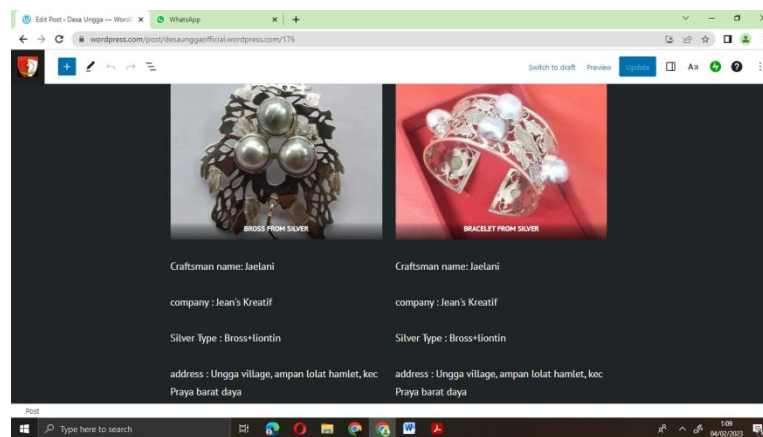 Edit Post ‹ Desa Ungga — Word
WhatsApp
wordpress.com/post/desaunggaofficial.wordpress.com/176
Switch to draft Preview Update
BROSS FROM SILVER
BRACELET FROM SILVER
Craftsman name: Jaelani
Craftsman name: Jaelani
company : Jean's Kreatif
company : Jean's Kreatif
Silver Type : Bross+liontin
Silver Type : Bross+liontin
address : Ungga village, ampan lolat hamlet, kec
Praya barat daya
address : Ungga village, ampan lolat hamlet, kec
Praya barat daya
Post
Type here to search
1:09
04/02/2023